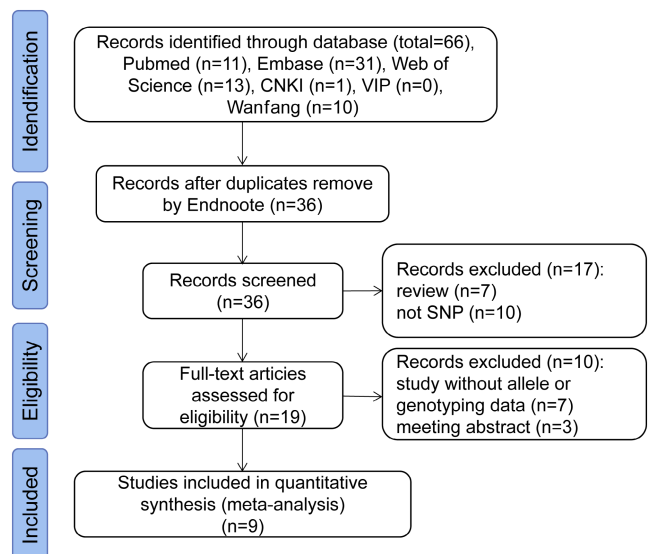 Idendification
Records identified through database (total=66),
Pubmed (n=11), Embase (n=31), Web of
Science (n=13), CNKI (n=1), VIP (n=0),
Wanfang (n=10)
Screening
Records after duplicates remove
by Endnoote (n=36)
Records screened
(n=36)
Records excluded (n=17):
review (n=7)
not SNP (n=10)
Eligibility
Full-text articles
assessed for
eligibility (n=19)
Records excluded (n=10):
study without allele or
genotyping data (n=7)
meeting abstract (n=3)
Included
Studies included in quantitative
synthesis (meta-analysis)
(n=9)